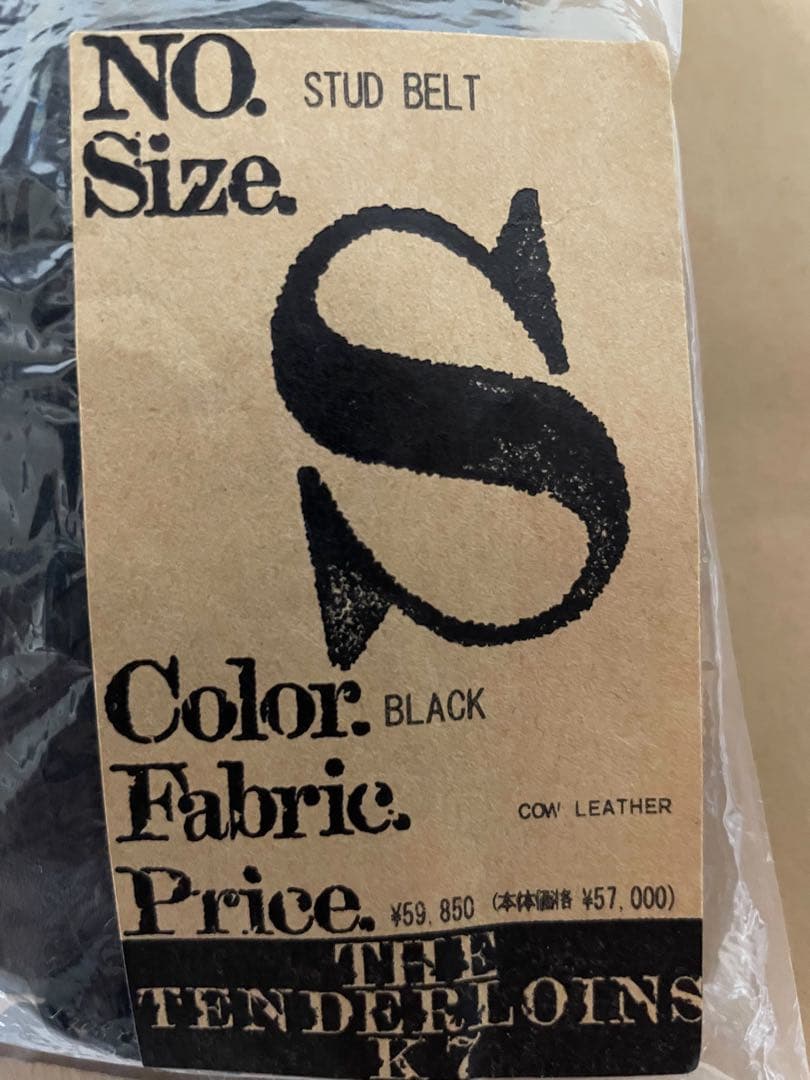 NO. STUD BELT
Size.
S
Color. BLACK
Fabric. COW LEATHER
Price. ¥59,850 (本体価格 ¥57,000)
THE
TENDERLOINS
K7